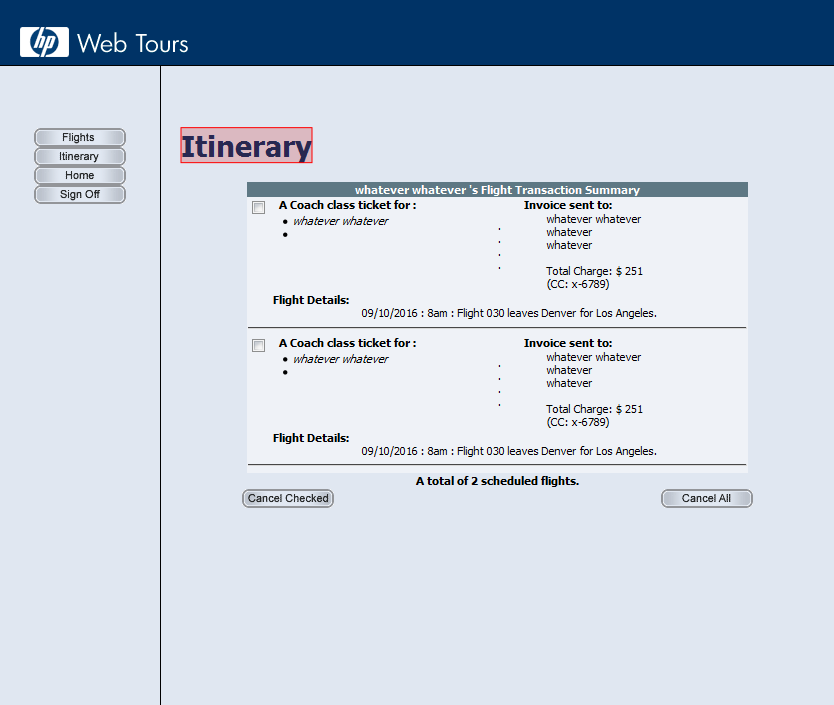 hp Web Tours
Flights
Itinerary
Home
Sign Off
Itinerary
whatever whatever 's Flight Transaction Summary
A Coach class ticket for :
whatever whatever
Invoice sent to:
whatever whatever
whatever
whatever
Total Charge: $ 251
(CC: x-6789)
Flight Details:
09/10/2016 : 8am : Flight 030 leaves Denver for Los Angeles.
A Coach class ticket for :
whatever whatever
Invoice sent to:
whatever whatever
whatever
whatever
Total Charge: $ 251
(CC: x-6789)
Flight Details:
09/10/2016 : 8am : Flight 030 leaves Denver for Los Angeles.
A total of 2 scheduled flights.
Cancel Checked
Cancel All